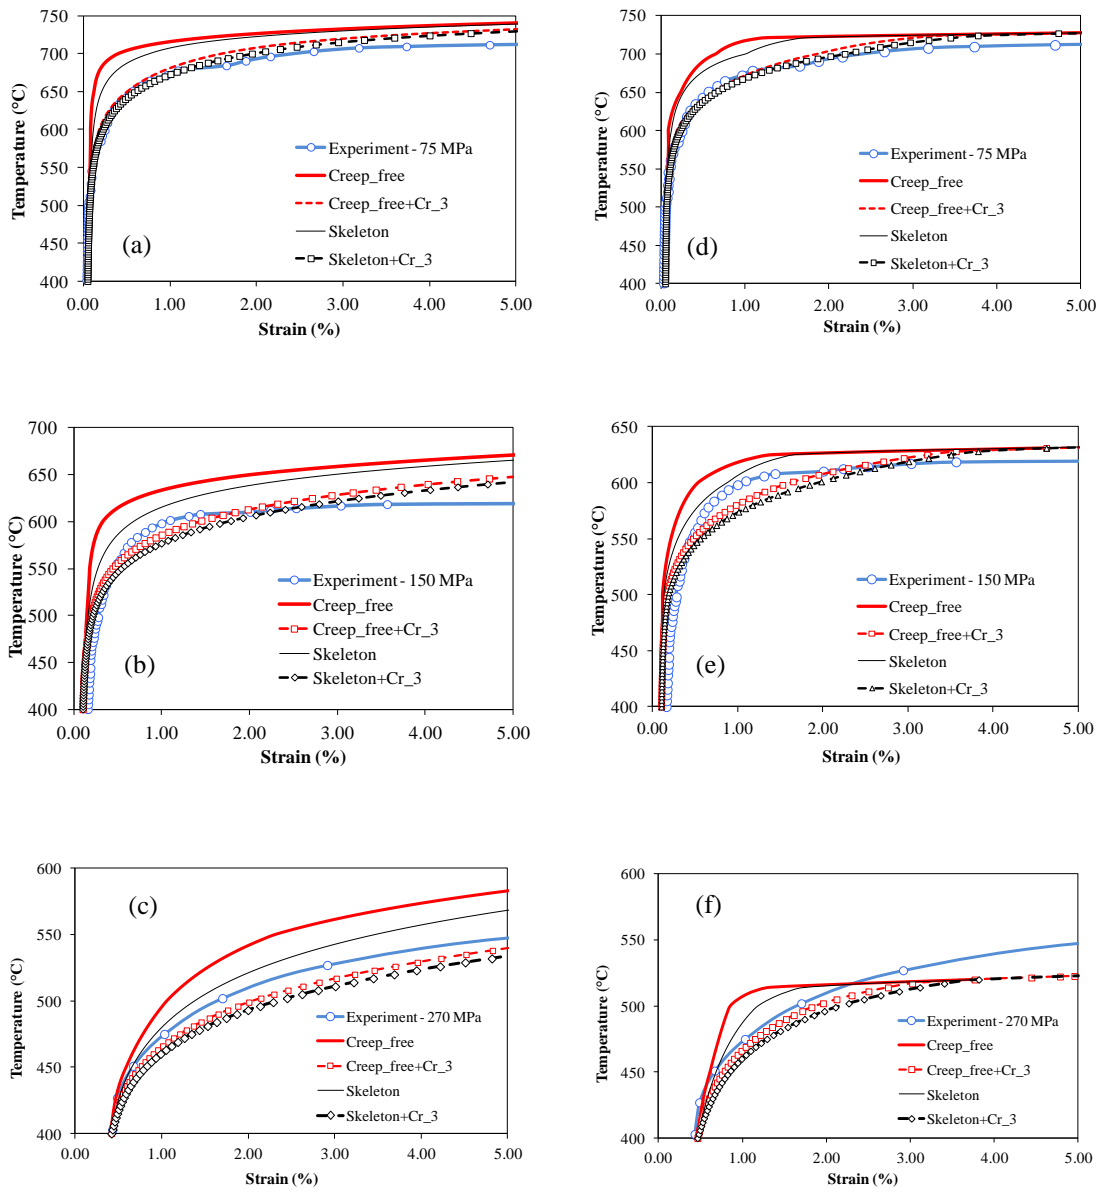 750
700
650
600
550
500
450
400
Temperature (°C)
(a)
Experiment - 75 MPa
Creep_free
Creep_free+Cr_3
Skeleton
Skeleton+Cr_3
0.00 1.00 2.00 3.00 4.00 5.00
Strain (%)
750
700
650
600
550
500
450
400
Temperature (°C)
(d)
Experiment - 75 MPa
Creep_free
Creep_free+Cr_3
Skeleton
Skeleton+Cr_3
0.00 1.00 2.00 3.00 4.00 5.00
Strain (%)
700
650
600
550
500
450
400
Temperature (°C)
(b)
Experiment - 150 MPa
Creep_free
Creep_free+Cr_3
Skeleton
Skeleton+Cr_3
0.00 1.00 2.00 3.00 4.00 5.00
Strain (%)
650
600
550
500
450
400
Temperature (°C)
(e)
Experiment - 150 MPa
Creep_free
Creep_free+Cr_3
Skeleton
Skeleton+Cr_3
0.00 1.00 2.00 3.00 4.00 5.00
Strain (%)
600
550
500
450
400
Temperature (°C)
(c)
Experiment - 270 MPa
Creep_free
Creep_free+Cr_3
Skeleton
Skeleton+Cr_3
0.00 1.00 2.00 3.00 4.00 5.00
Strain (%)
600
550
500
450
400
Temperature (°C)
(f)
Experiment - 270 MPa
Creep_free
Creep_free+Cr_3
Skeleton
Skeleton+Cr_3
0.00 1.00 2.00 3.00 4.00 5.00
Strain (%)